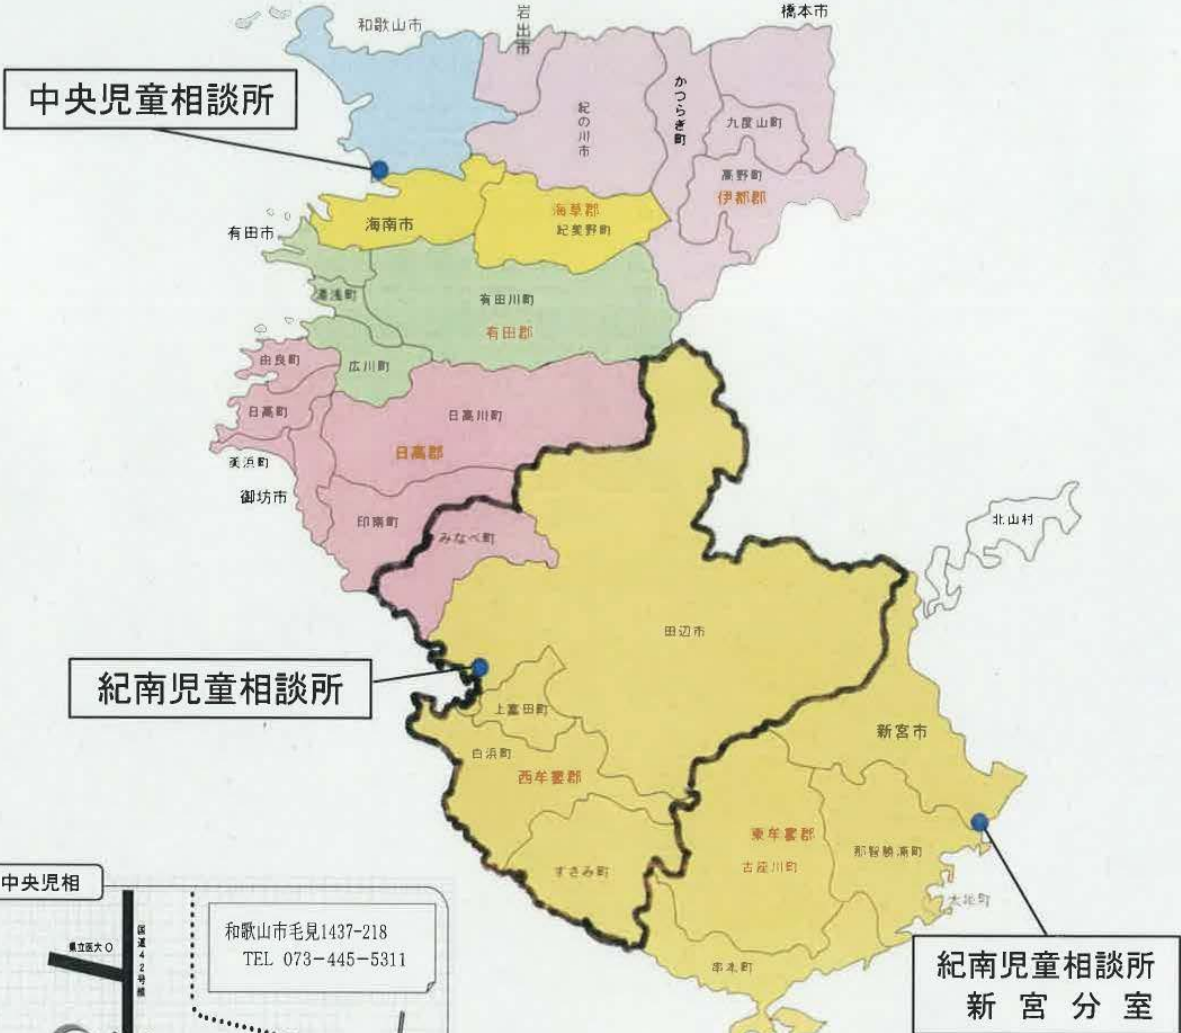 和歌山市
岩出市
橋本市
中央児童相談所
紀の川市
かつらぎ町
九度山町
高野町
伊都郡
海草郡
紀美野町
海南市
有田市
湯浅町
有田川町
有田郡
広川町
由良町
日高町
日高川町
日高郡
美浜町
御坊市
印南町
みなべ町
北山村
田辺市
紀南児童相談所
上富田町
白浜町
西牟婁郡
すさみ町
新宮市
東牟婁郡
古座川町
那智勝浦町
太地町
串本町
紀南児童相談所
新宮分室
中央児相
県立医大
国道42号線
和歌山市毛見1437-218
TEL 073-445-5311